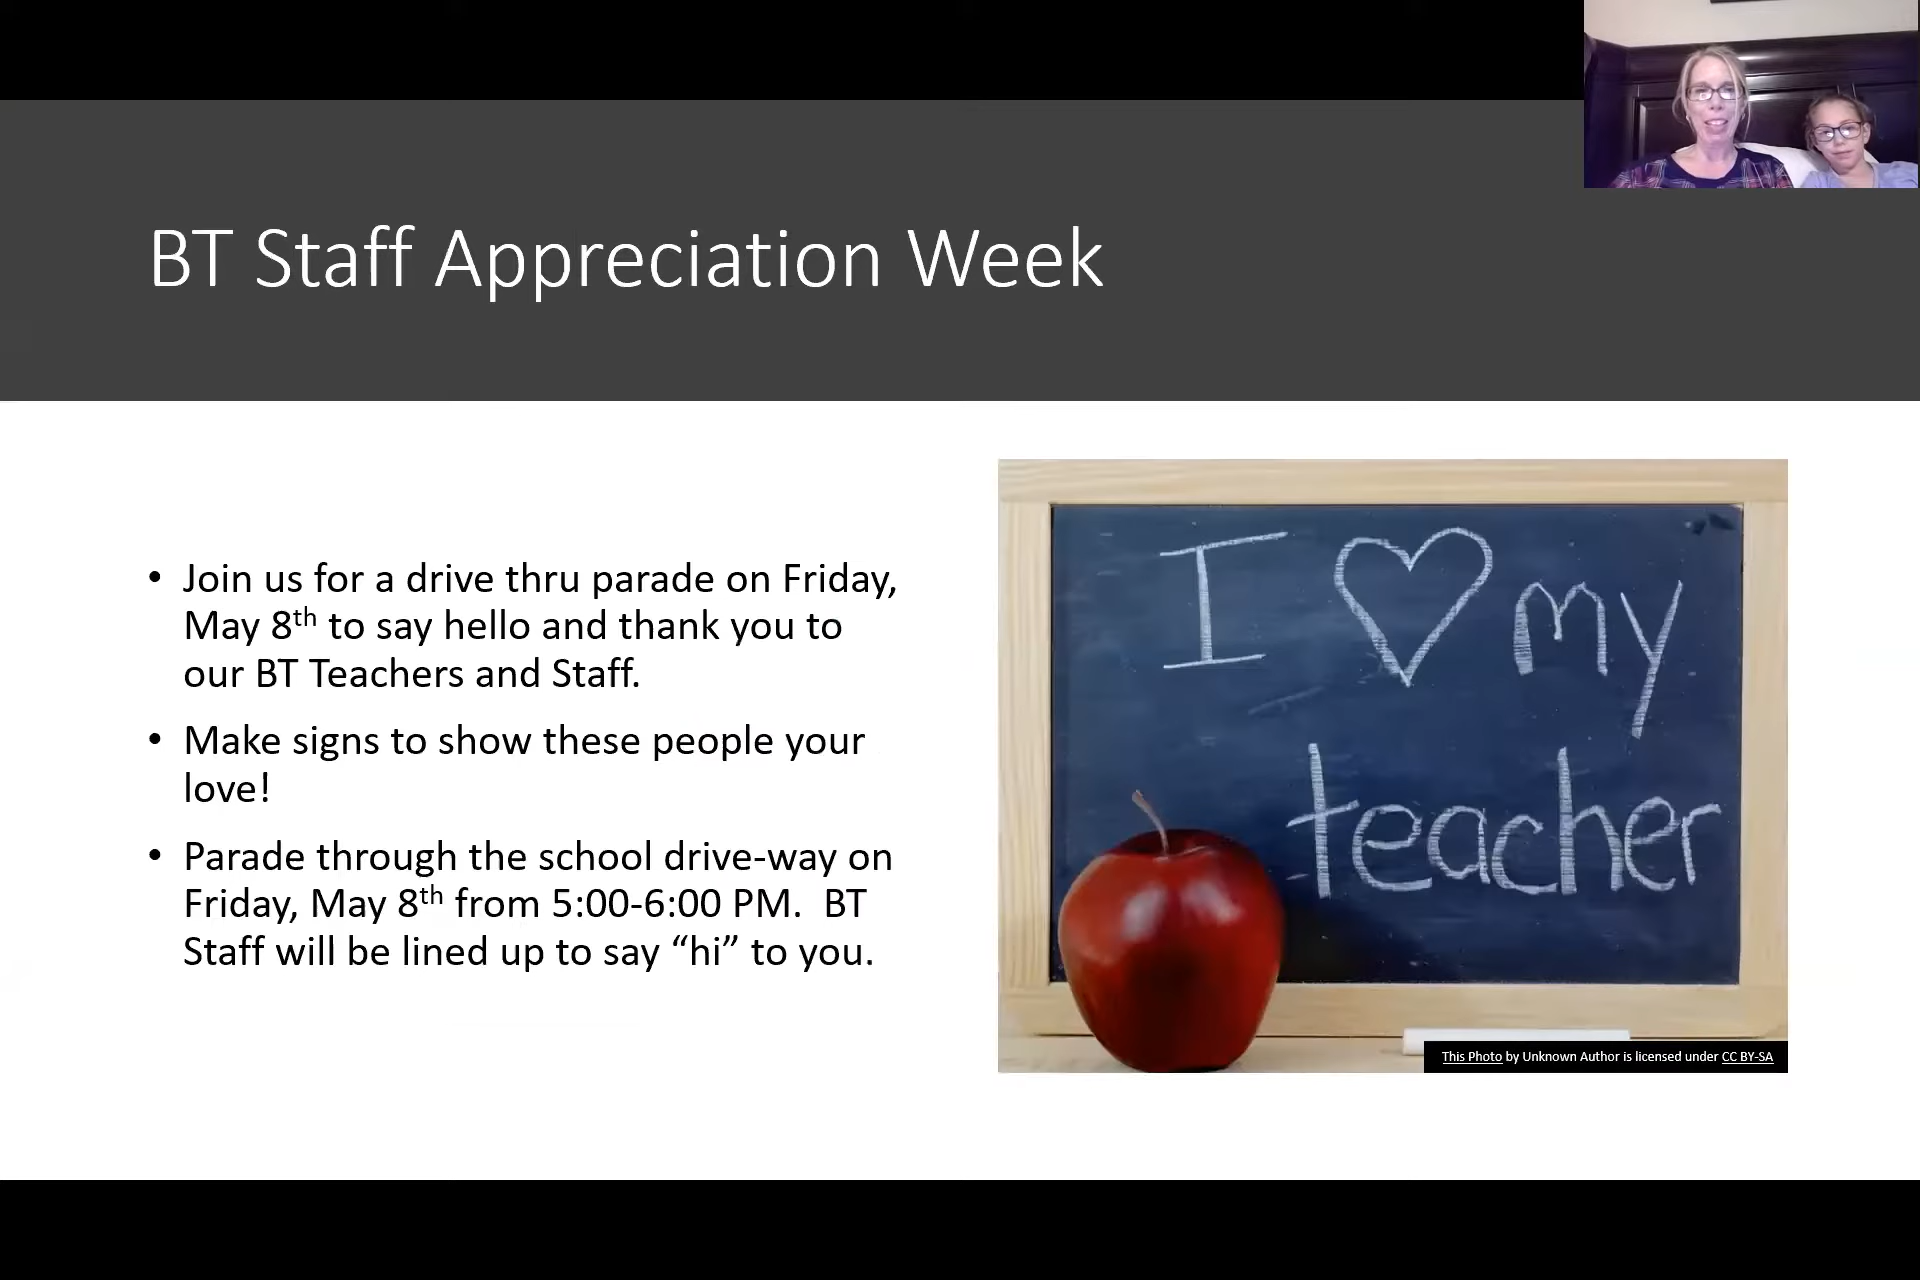 BT Staff Appreciation Week
• Join us for a drive thru parade on Friday,
May 8th to say hello and thank you to
our BT Teachers and Staff.
• Make signs to show these people your
love!
• Parade through the school drive-way on
Friday, May 8th from 5:00-6:00 PM.  BT
Staff will be lined up to say “hi” to you.
I ♡ my
teacher
This Photo by Unknown Author is licensed under CC BY-SA